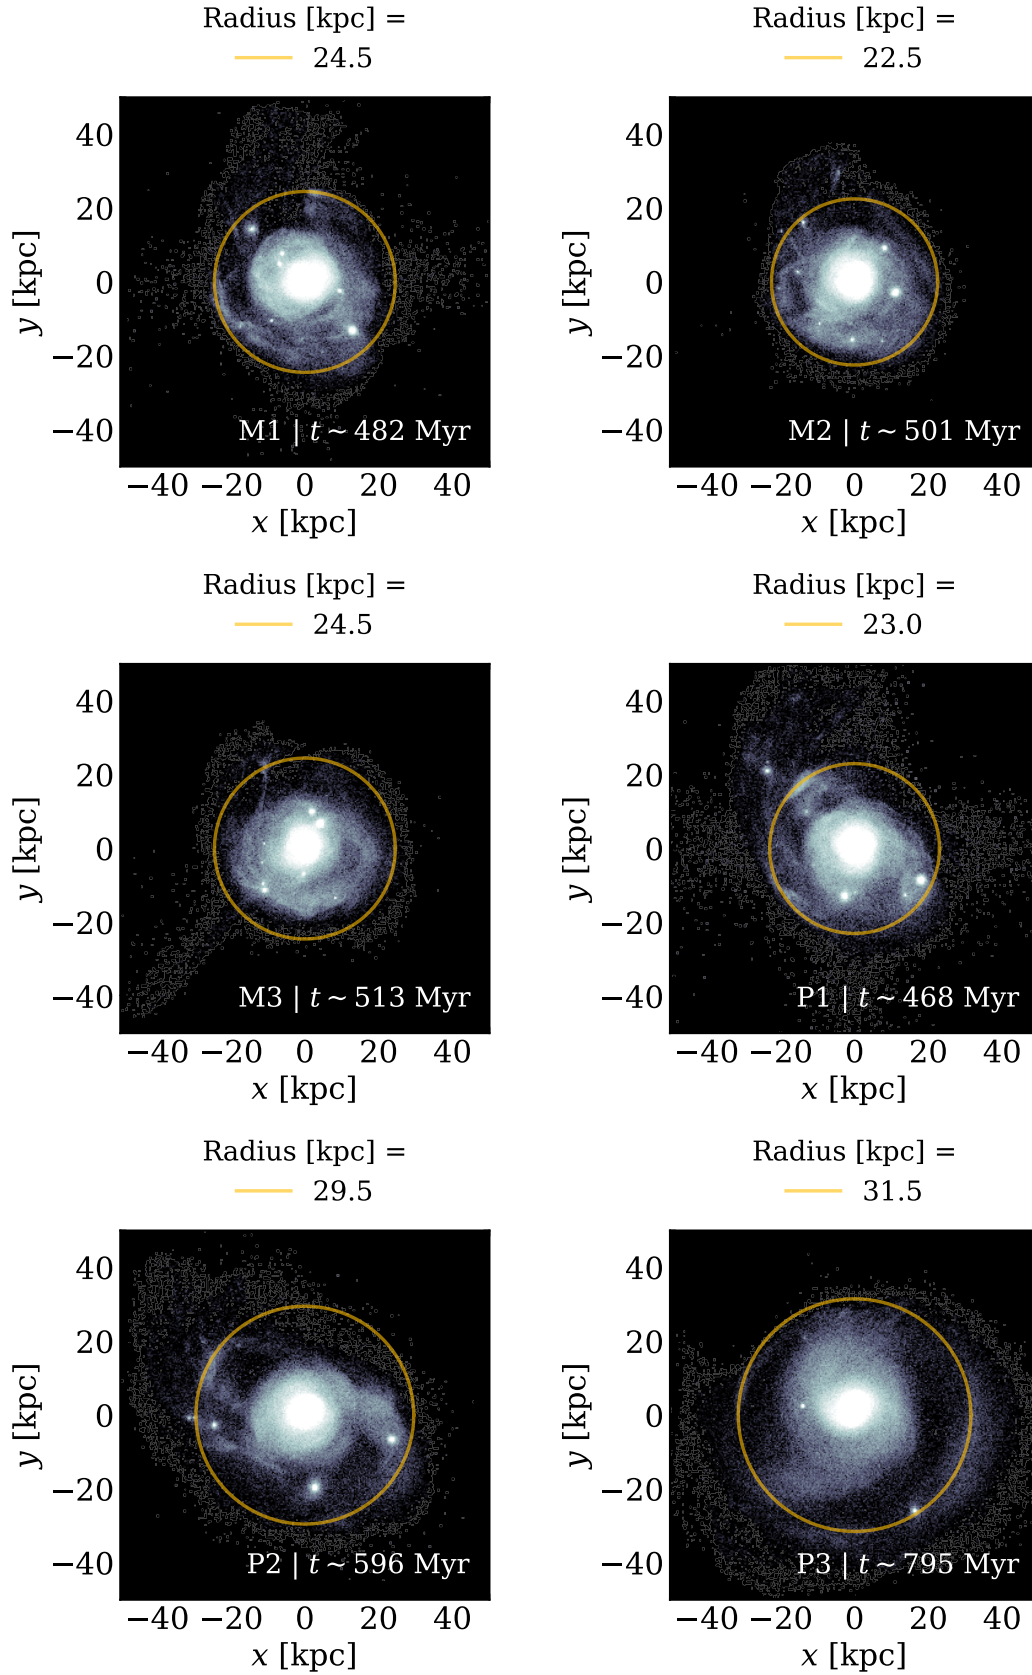 Radius [kpc] =
24.5
Radius [kpc] =
22.5
40
20
0
−20
−40
y [kpc]
M1 | t ~ 482 Myr
−40 −20 0 20 40
x [kpc]
40
20
0
−20
−40
y [kpc]
M2 | t ~ 501 Myr
−40 −20 0 20 40
x [kpc]
Radius [kpc] =
24.5
Radius [kpc] =
23.0
40
20
0
−20
−40
y [kpc]
M3 | t ~ 513 Myr
−40 −20 0 20 40
x [kpc]
40
20
0
−20
−40
y [kpc]
P1 | t ~ 468 Myr
−40 −20 0 20 40
x [kpc]
Radius [kpc] =
29.5
Radius [kpc] =
31.5
40
20
0
−20
−40
y [kpc]
P2 | t ~ 596 Myr
−40 −20 0 20 40
x [kpc]
40
20
0
−20
−40
y [kpc]
P3 | t ~ 795 Myr
−40 −20 0 20 40
x [kpc]